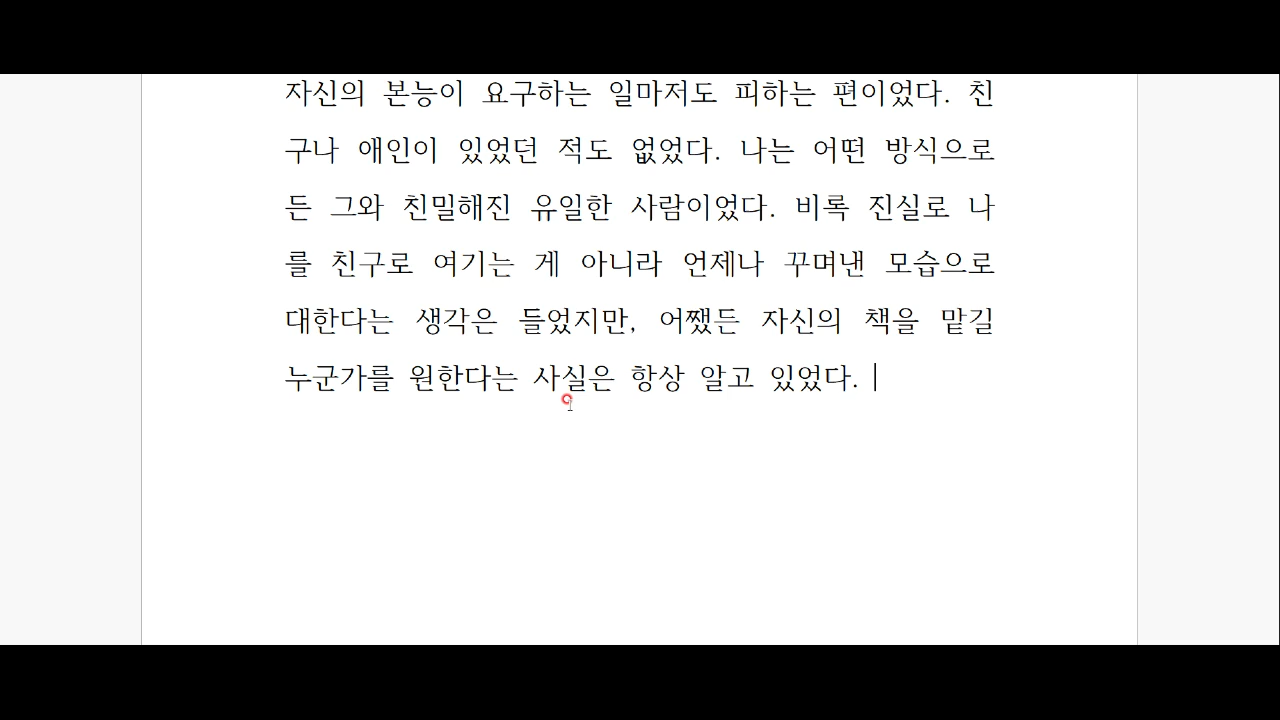 자신의 본능이 요구하는 일마저도 피하는 편이었다. 친
구나 애인이 있었던 적도 없었다. 나는 어떤 방식으로
든 그와 친밀해진 유일한 사람이었다. 비록 진실로 나
를 친구로 여기는 게 아니라 언제나 꾸며낸 모습으로
대한다는 생각은 들었지만, 어쨌든 자신의 책을 맡길
누군가를 원한다는 사실은 항상 알고 있었다.